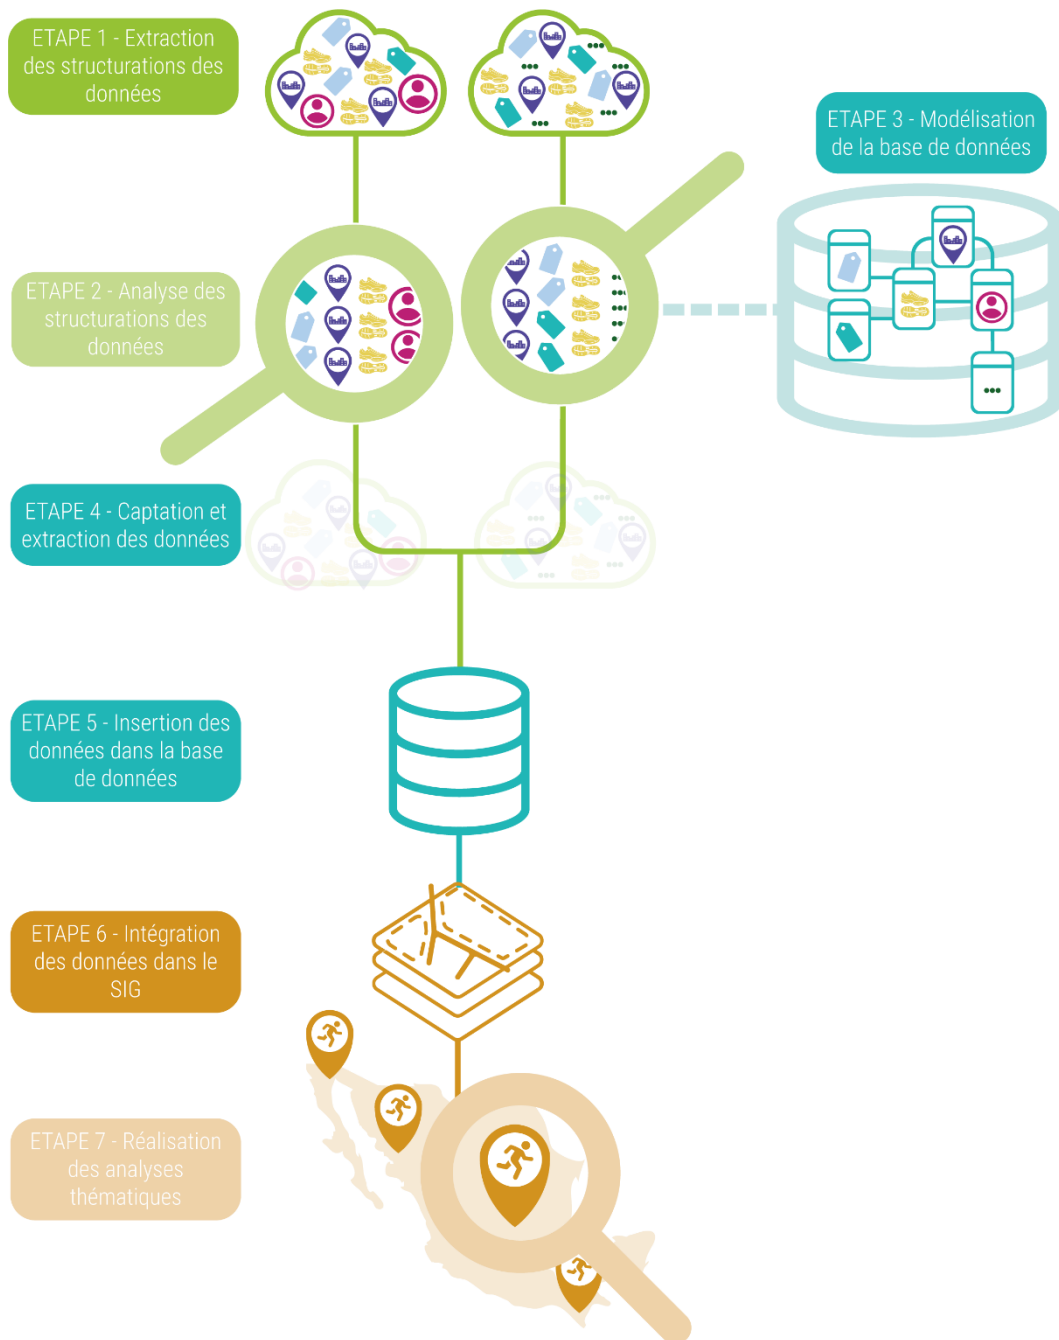 ETAPE 1 - Extraction
des structurations des
données
ETAPE 3 - Modélisation
de la base de données
ETAPE 2 - Analyse des
structurations des
données
ETAPE 4 - Captation et
extraction des données
ETAPE 5 - Insertion des
données dans la base
de données
ETAPE 6 - Intégration
des données dans le
SIG
ETAPE 7 - Réalisation
des analyses
thématiques